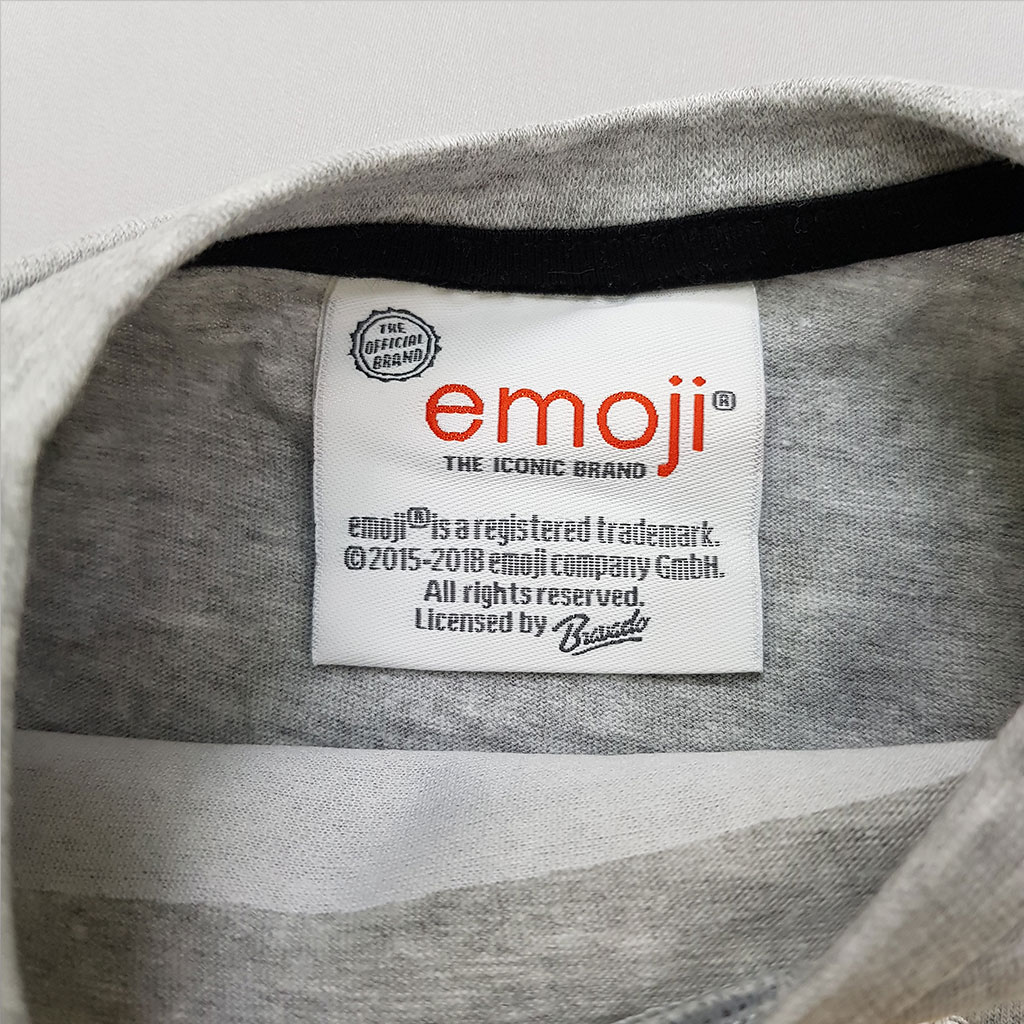 THE
OFFICIAL
BRAND
emoji®
THE ICONIC BRAND
emoji® is a registered trademark.
©2015-2018 emoji company GmbH.
All rights reserved.
Licensed by Bravado